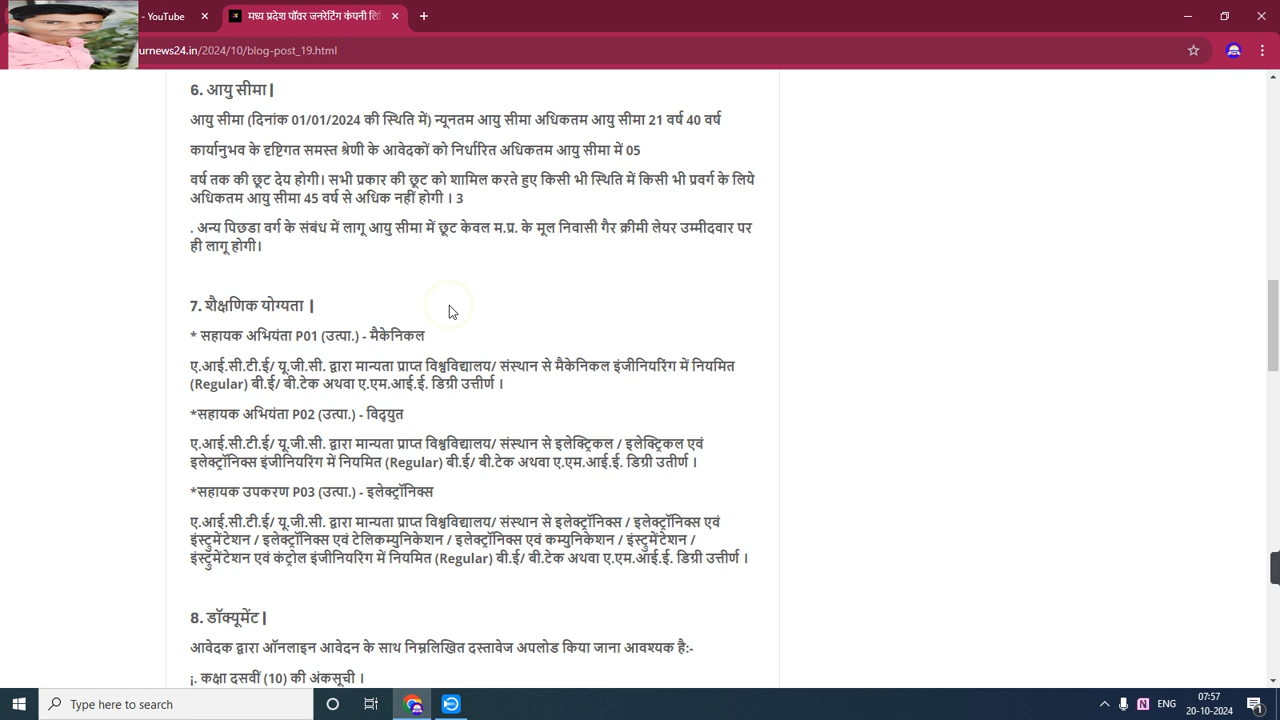 - YouTube
मध्य प्रदेश पॉवर जनरेटिंग कंपनी लि
urnews24.in/2024/10/blog-post_19.html
6. आयु सीमा|
आयु सीमा (दिनांक 01/01/2024 की स्थिति में) न्यूनतम आयु सीमा अधिकतम आयु सीमा 21 वर्ष 40 वर्ष
कार्यानुभव के दृष्टिगत समस्त श्रेणी के आवेदकों को निर्धारित अधिकतम आयु सीमा में 05
वर्ष तक की छूट देय होगी। सभी प्रकार की छूट को शामिल करते हुए किसी भी स्थिति में किसी भी प्रवर्ग के लिये
अधिकतम आयु सीमा 45 वर्ष से अधिक नहीं होगी । 3
. अन्य पिछडा वर्ग के संबंध में लागू आयु सीमा में छूट केवल म.प्र. के मूल निवासी गैर क्रीमी लेयर उम्मीदवार पर
ही लागू होगी।
7. शैक्षणिक योग्यता |
* सहायक अभियंता P01 (उत्पा.) - मैकेनिकल
ए.आई.सी.टी.ई/ यू.जी.सी. द्वारा मान्यता प्राप्त विश्वविद्यालय/ संस्थान से मैकेनिकल इंजीनियरिंग में नियमित
(Regular) बी.ई/ बी.टेक अथवा ए.एम.आई.ई. डिग्री उत्तीर्ण ।
*सहायक अभियंता P02 (उत्पा.) - विद्युत
ए.आई.सी.टी.ई/ यू.जी.सी. द्वारा मान्यता प्राप्त विश्वविद्यालय/ संस्थान से इलेक्ट्रिकल / इलेक्ट्रिकल एवं
इलेक्ट्रॉनिक्स इंजीनियरिंग में नियमित (Regular) बी.ई/ बी.टेक अथवा ए.एम.आई.ई. डिग्री उतीर्ण ।
*सहायक उपकरण P03 (उत्पा.) - इलेक्ट्रॉनिक्स
ए.आई.सी.टी.ई/ यू.जी.सी. द्वारा मान्यता प्राप्त विश्वविद्यालय/ संस्थान से इलेक्ट्रॉनिक्स / इलेक्ट्रॉनिक्स एवं
इंस्ट्रुमेंटेशन / इलेक्ट्रॉनिक्स एवं टेलिकम्युनिकेशन / इलेक्ट्रॉनिक्स एवं कम्युनिकेशन / इंस्ट्रुमेंटेशन /
इंस्ट्रुमेंटेशन एवं कंट्रोल इंजीनियरिंग में नियमित (Regular) बी.ई/ बी.टेक अथवा ए.एम.आई.ई. डिग्री उत्तीर्ण ।
8. डॉक्यूमेंट|
आवेदक द्वारा ऑनलाइन आवेदन के साथ निम्नलिखित दस्तावेज अपलोड किया जाना आवश्यक है:-
¡. कक्षा दसवीं (10) की अंकसूची ।
Type here to search
ENG
07:57
20-10-2024